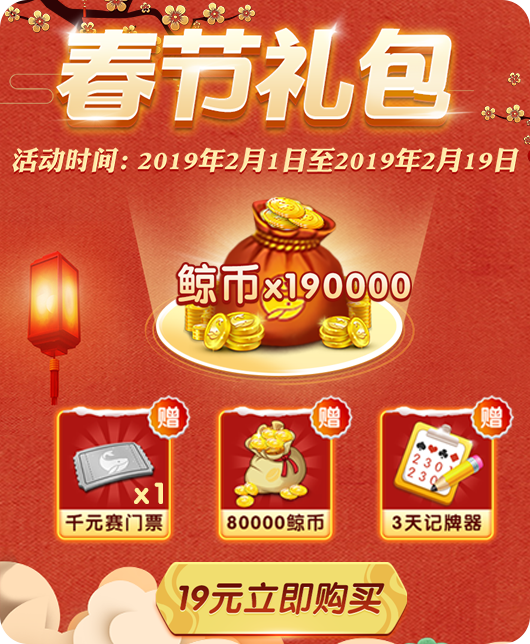 春节礼包
活动时间：2019年2月1日至2019年2月19日
鲸币x190000
赠 赠 赠
x1
230
230
千元赛门票 80000鲸币 3天记牌器
19元立即购买